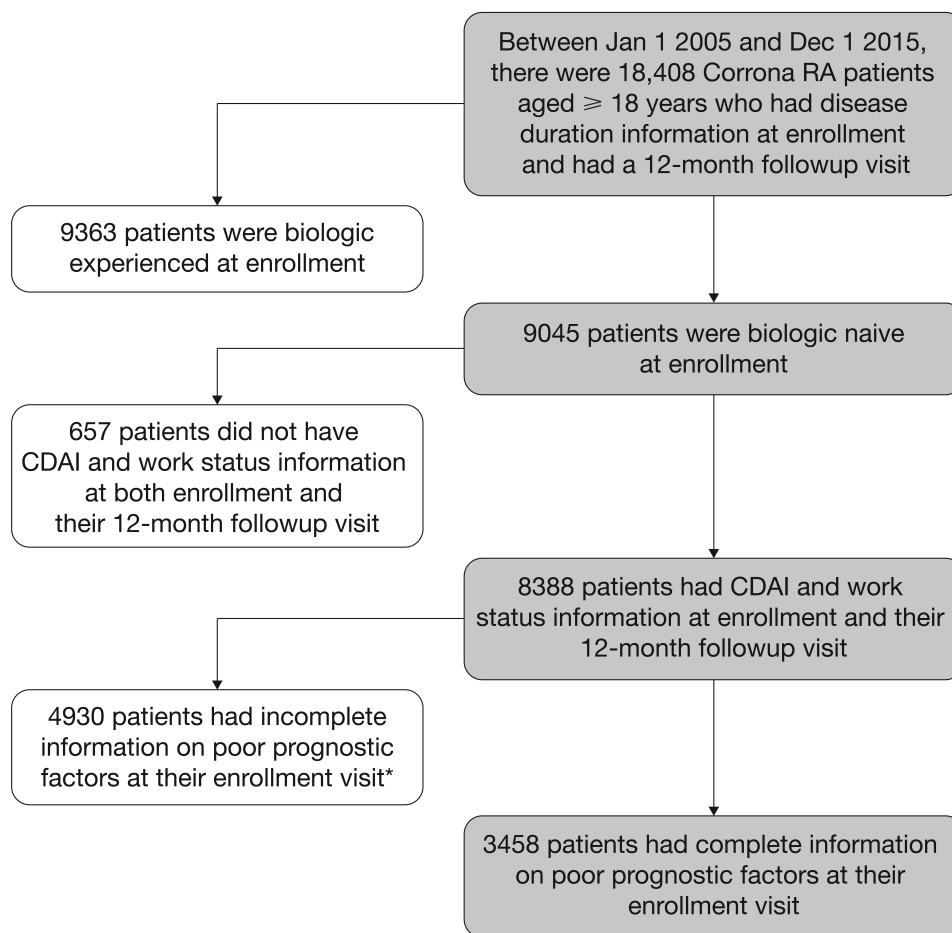 Between Jan 1 2005 and Dec 1 2015,
there were 18,408 Corrona RA patients
aged ⩾ 18 years who had disease
duration information at enrollment
and had a 12-month followup visit
9363 patients were biologic
experienced at enrollment
9045 patients were biologic naive
at enrollment
657 patients did not have
CDAI and work status information
at both enrollment and
their 12-month followup visit
8388 patients had CDAI and work
status information at enrollment and their
12-month followup visit
4930 patients had incomplete
information on poor prognostic
factors at their enrollment visit*
3458 patients had complete information
on poor prognostic factors at their
enrollment visit